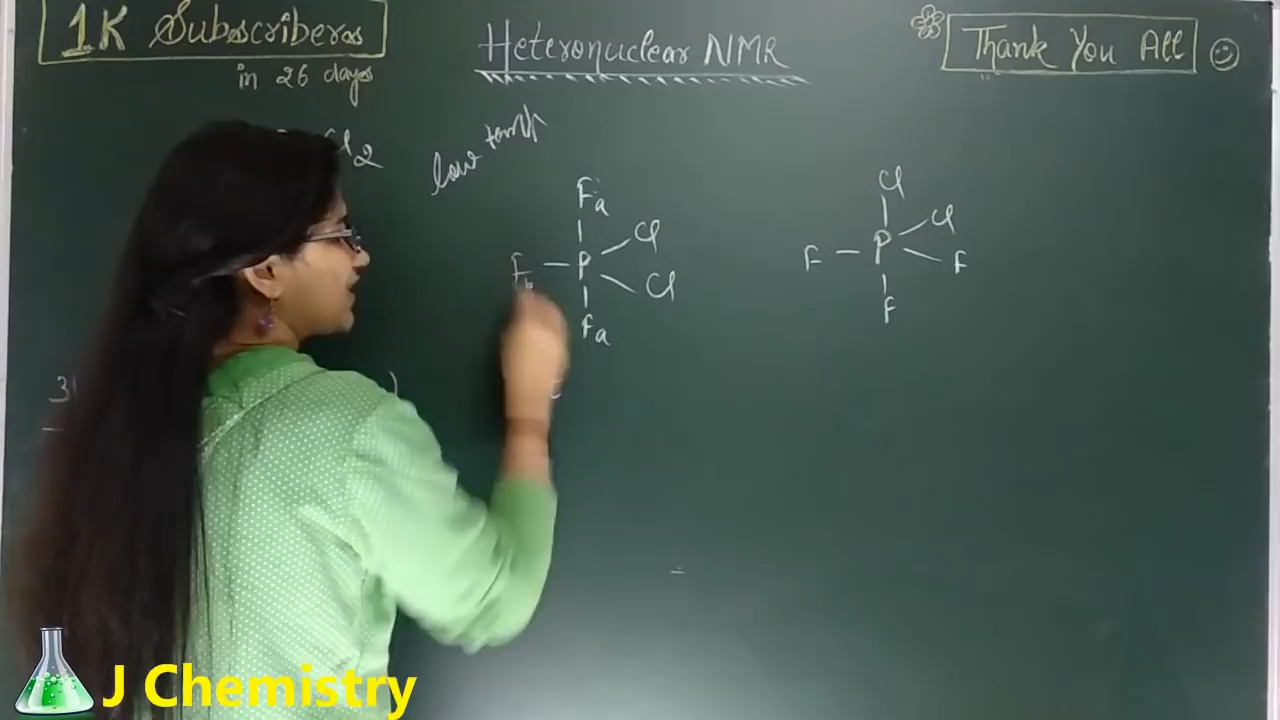 1K Subscribers
in 26 days
Heteronuclear NMR
Thank You All
Cl2
low temp
Fa
Cl
F P
Cl
Fa
Cl
Cl
F P
F
F
J Chemistry